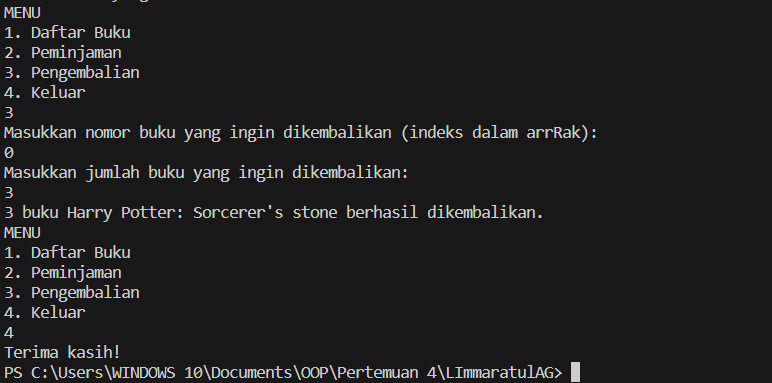 MENU
1. Daftar Buku
2. Peminjaman
3. Pengembalian
4. Keluar
3
Masukkan nomor buku yang ingin dikembalikan (indeks dalam arrRak):
0
Masukkan jumlah buku yang ingin dikembalikan:
3
3 buku Harry Potter: Sorcerer's stone berhasil dikembalikan.
MENU
1. Daftar Buku
2. Peminjaman
3. Pengembalian
4. Keluar
4
Terima kasih!
PS C:\Users\WINDOWS 10\Documents\OOP\Pertemuan 4\LImmaratulAG>